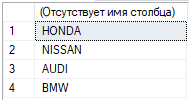 (Отсутствует имя столбца)
1 HONDA
2 NISSAN
3 AUDI
4 BMW